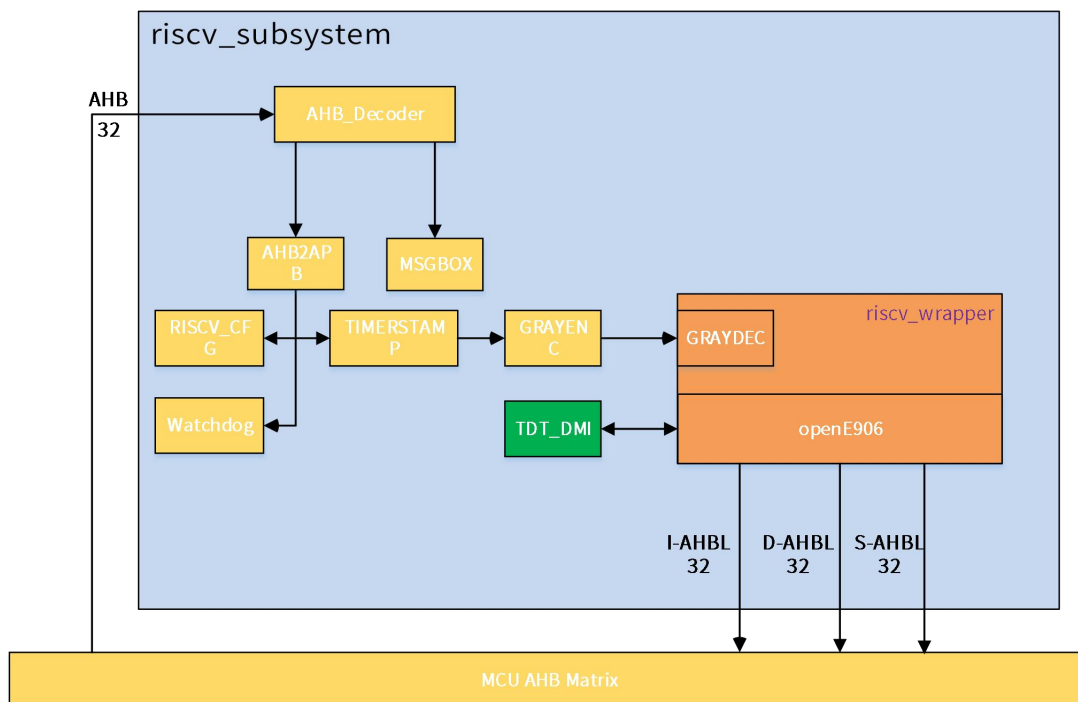 riscv_subsystem
AHB
32
AHB_Decoder
AHB2AP
B
MSGBOX
RISCV_CF
G
TIMERSTAM
P
GRAYEN
C
riscv_wrapper
GRAYDEC
Watchdog
TDT_DMI
openE906
I-AHBL
32
D-AHBL
32
S-AHBL
32
MCU AHB Matrix